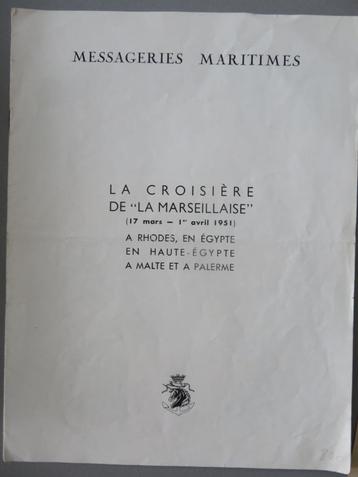 MESSAGERIES MARITIMES
LA CROISIÈRE
DE "LA MARSEILLAISE"
(17 mars — 1er avril 1951)
A RHODES, EN ÉGYPTE
EN HAUTE-ÉGYPTE
A MALTE ET A PALERME